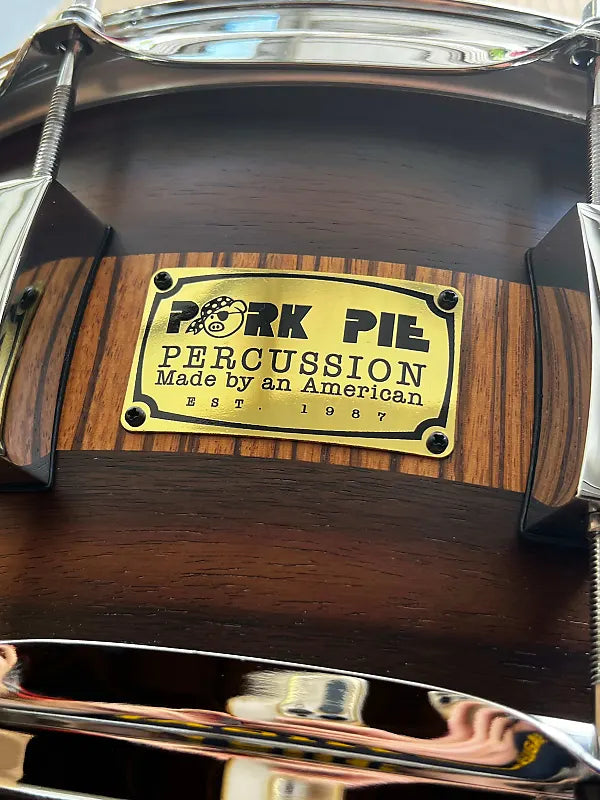 PORK PIE
PERCUSSION
Made by an American
EST. 1987